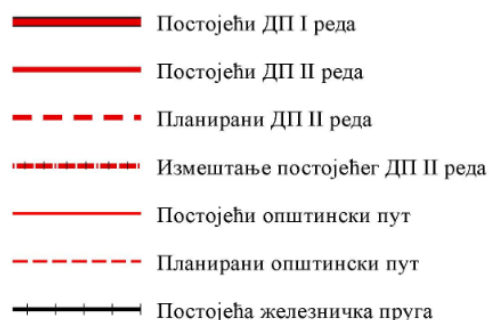 Постојећи ДП I реда
Постојећи ДП II реда
Планирани ДП II реда
Измештање постојећег ДП II реда
Постојећи општински пут
Планирани општински пут
Постојећа железничка пруга